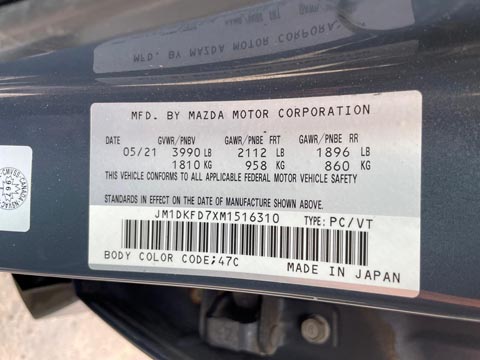 MFD. BY MAZDA MOTOR CORPORATION
DATE GVWR/PNBV GAWR/PNBE FRT GAWR/PNBE RR
05/21 3990 LB 2112 LB 1896 LB
1810 KG 958 KG 860 KG
THIS VEHICLE CONFORMS TO ALL APPLICABLE FEDERAL MOTOR VEHICLE SAFETY
STANDARDS IN EFFECT ON THE DATE OF MANUFACTURE SHOWN ABOVE.
JM1DKFD7XM1516310 TYPE: PC/VT
BODY COLOR CODE;47C
MADE IN JAPAN